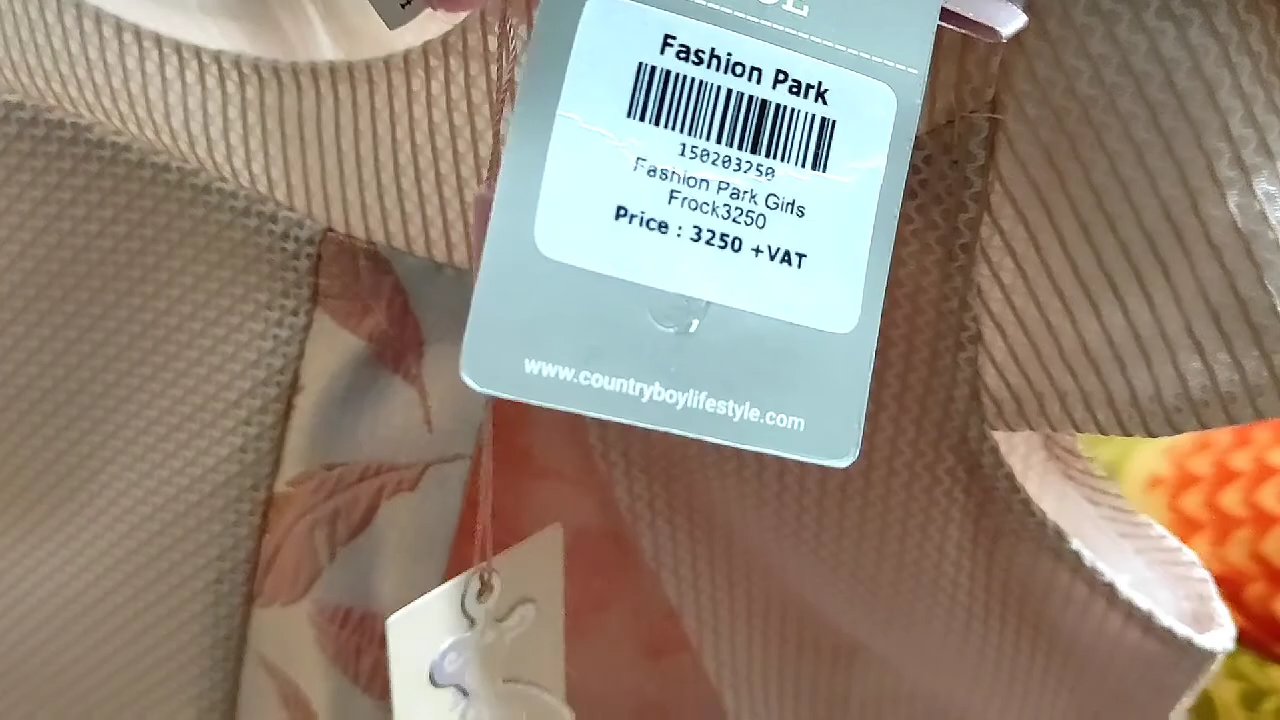 Fashion Park
150203250
Fashion Park Girls
Frock3250
Price : 3250 +VAT
www.countryboylifestyle.com